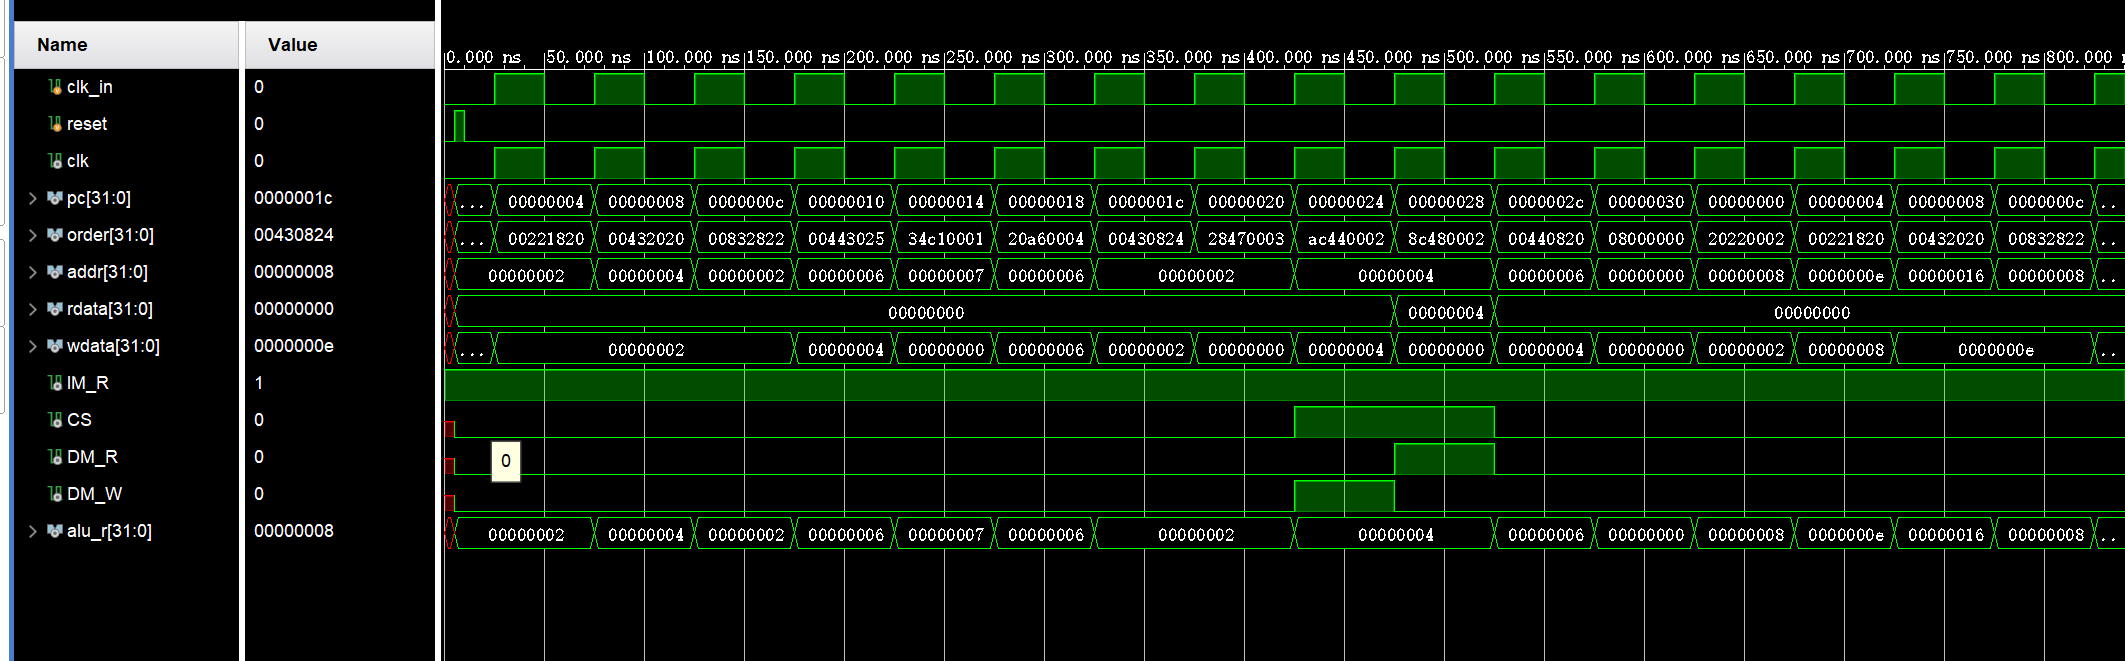 Name Value
0.000 ns 50.000 ns 100.000 ns 150.000 ns 200.000 ns 250.000 ns 300.000 ns 350.000 ns 400.000 ns 450.000 ns 500.000 ns 550.000 ns 600.000 ns 650.000 ns 700.000 ns 750.000 ns 800.000
clk_in 0
reset 0
clk 0
pc[31:0] 0000001c ... 00000004 00000008 0000000c 00000010 00000014 00000018 0000001c 00000020 00000024 00000028 0000002c 00000030 00000000 00000004 00000008 0000000c ..
order[31:0] 00430824 ... 00221820 00432020 00832822 00443025 34c10001 20a60004 00430824 28470003 ac440002 8c480002 00440820 08000000 20220002 00221820 00432020 00832822 ..
addr[31:0] 00000008 00000002 00000004 00000002 00000006 00000007 00000006 00000002 00000004 00000006 00000000 00000008 0000000e 00000016 00000008 ..
rdata[31:0] 00000000 00000000 00000004 00000000
wdata[31:0] 0000000e ... 00000002 00000004 00000000 00000006 00000002 00000000 00000004 00000000 00000004 00000000 00000002 00000008 0000000e ..
IM_R 1
CS 0
DM_R 0 0
DM_W 0
alu_r[31:0] 00000008 00000002 00000004 00000002 00000006 00000007 00000006 00000002 00000004 00000006 00000000 00000008 0000000e 00000016 00000008 ..